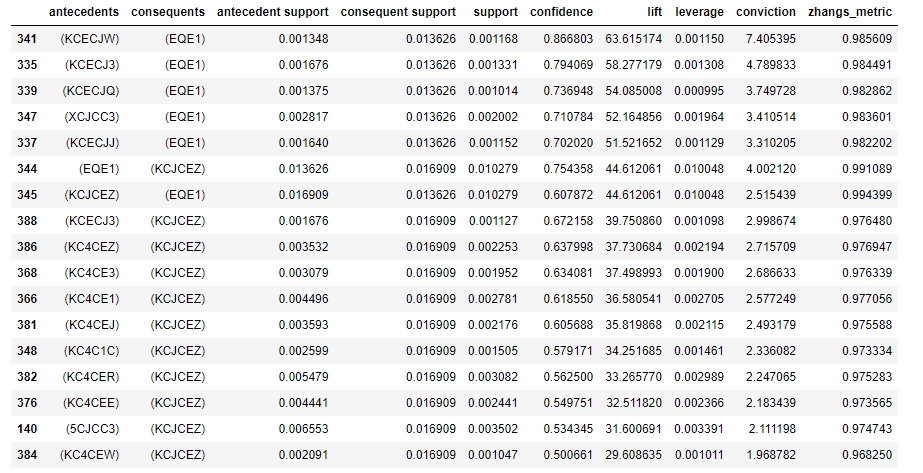 antecedents consequents antecedent support consequent support support confidence lift leverage conviction zhangs_metric
341 (KCECJW) (EQE1) 0.001348 0.013626 0.001168 0.866803 63.615174 0.001150 7.405395 0.985609
335 (KCECJ3) (EQE1) 0.001676 0.013626 0.001331 0.794069 58.277179 0.001308 4.789833 0.984491
339 (KCECJQ) (EQE1) 0.001375 0.013626 0.001014 0.736948 54.085008 0.000995 3.749728 0.982862
347 (XCJCC3) (EQE1) 0.002817 0.013626 0.002002 0.710784 52.164856 0.001964 3.410514 0.983601
337 (KCECJJ) (EQE1) 0.001640 0.013626 0.001152 0.702020 51.521652 0.001129 3.310205 0.982202
344 (EQE1) (KCJCEZ) 0.013626 0.016909 0.010279 0.754358 44.612061 0.010048 4.002120 0.991089
345 (KCJCEZ) (EQE1) 0.016909 0.013626 0.010279 0.607872 44.612061 0.010048 2.515439 0.994399
388 (KCECJ3) (KCJCEZ) 0.001676 0.016909 0.001127 0.672158 39.750860 0.001098 2.998674 0.976480
386 (KC4CEZ) (KCJCEZ) 0.003532 0.016909 0.002253 0.637998 37.730684 0.002194 2.715709 0.976947
368 (KC4CE3) (KCJCEZ) 0.003079 0.016909 0.001952 0.634081 37.498993 0.001900 2.686633 0.976339
366 (KC4CE1) (KCJCEZ) 0.004496 0.016909 0.002781 0.618550 36.580541 0.002705 2.577249 0.977056
381 (KC4CEJ) (KCJCEZ) 0.003593 0.016909 0.002176 0.605688 35.819868 0.002115 2.493179 0.975588
348 (KC4C1C) (KCJCEZ) 0.002599 0.016909 0.001505 0.579171 34.251685 0.001461 2.336082 0.973334
382 (KC4CER) (KCJCEZ) 0.005479 0.016909 0.003082 0.562500 33.265770 0.002989 2.247065 0.975283
376 (KC4CEE) (KCJCEZ) 0.004441 0.016909 0.002441 0.549751 32.511820 0.002366 2.183439 0.973565
140 (5CJCC3) (KCJCEZ) 0.006553 0.016909 0.003502 0.534345 31.600691 0.003391 2.111198 0.974743
384 (KC4CEW) (KCJCEZ) 0.002091 0.016909 0.001047 0.500661 29.608635 0.001011 1.968782 0.968250